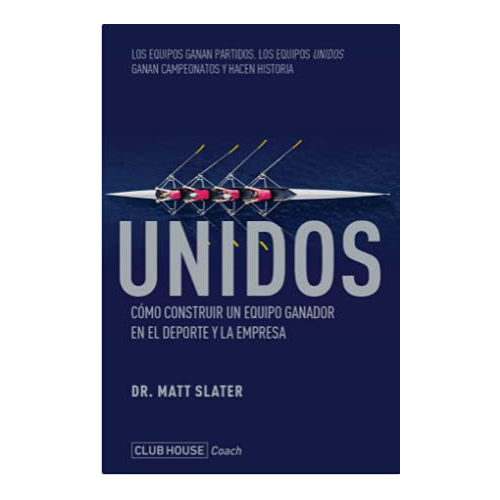 LOS EQUIPOS GANAN PARTIDOS, LOS EQUIPOS UNIDOS
GANAN CAMPEONATOS Y HACEN HISTORIA
UNIDOS
CÓMO CONSTRUIR UN EQUIPO GANADOR
EN EL DEPORTE Y LA EMPRESA
DR. MATT SLATER
CLUB HOUSE Coach